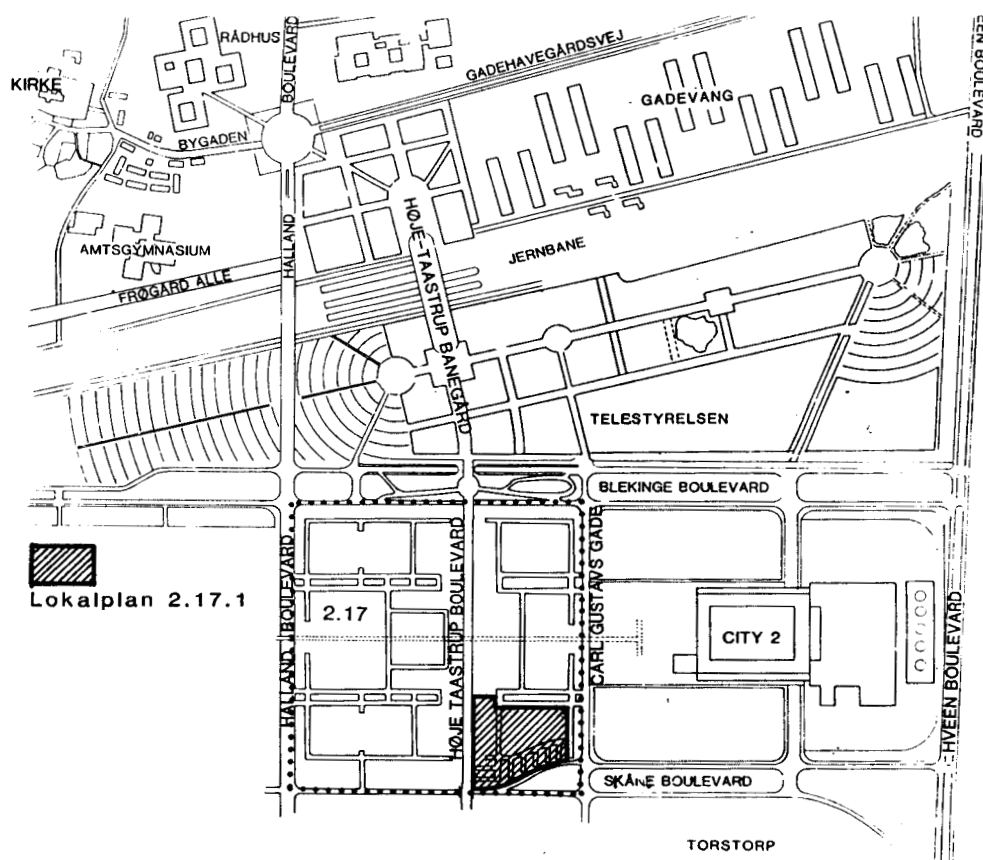 RÅDHUS
BOULEVARD
EEN BOULEVARD
KIRKE
GADEHAVEGÅRDSVEJ
GADEVANG
BYGADEN
HALLAND
HØJE-TAASTRUP BANEGÅRD
AMTSGYMNASIUM
JERNBANE
FRØGÅRD ALLE
TELESTYRELSEN
BLEKINGE BOULEVARD
Lokalplan 2.17.1
HALLAND BOULEVARD
2.17
HØJE TAASTRUP BOULEVARD
CARL GUSTAVS GADE
CITY 2
HVEEN BOULEVARD
SKÅNE BOULEVARD
TORSTORP